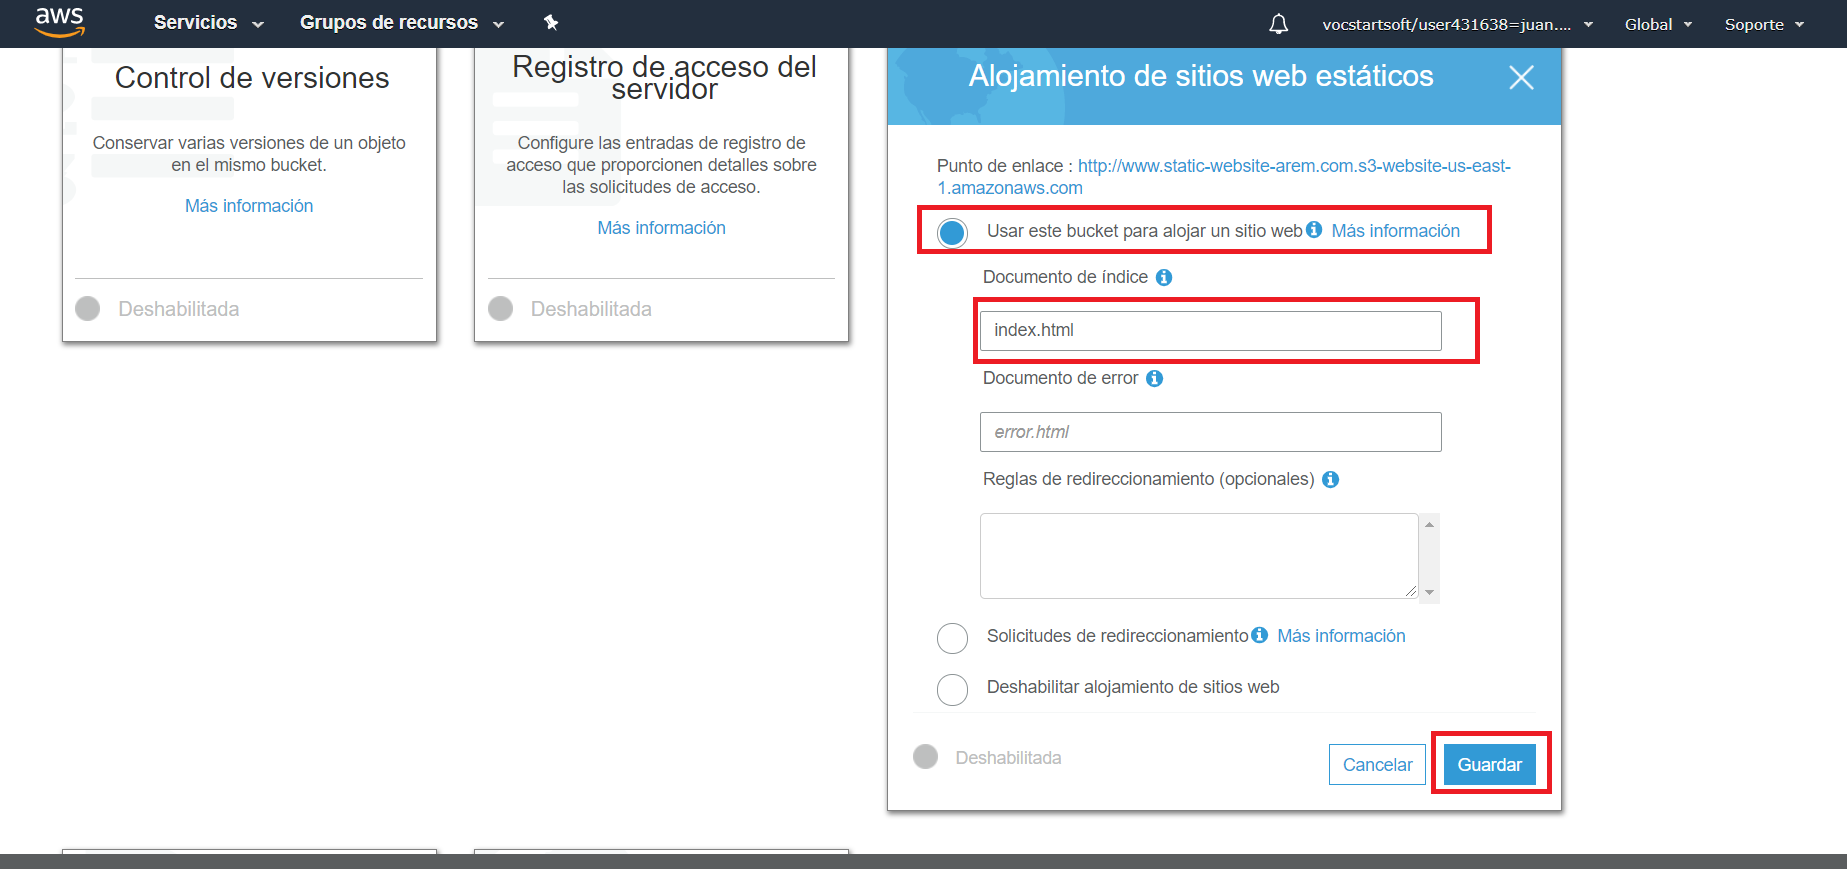 aws
Servicios
Grupos de recursos
vocstartsoft/user431638=juan....
Global
Soporte
Control de versiones
Conservar varias versiones de un objeto
en el mismo bucket.
Más información
Deshabilitada
Registro de acceso del
servidor
Configure las entradas de registro de
acceso que proporcionen detalles sobre
las solicitudes de acceso.
Más información
Deshabilitada
Alojamiento de sitios web estáticos
Punto de enlace : http://www.static-website-arem.com.s3-website-us-east-
1.amazonaws.com
Usar este bucket para alojar un sitio web Más información
Documento de índice
index.html
Documento de error
error.html
Reglas de redireccionamiento (opcionales)
Solicitudes de redireccionamiento Más información
Deshabilitar alojamiento de sitios web
Deshabilitada
Cancelar
Guardar